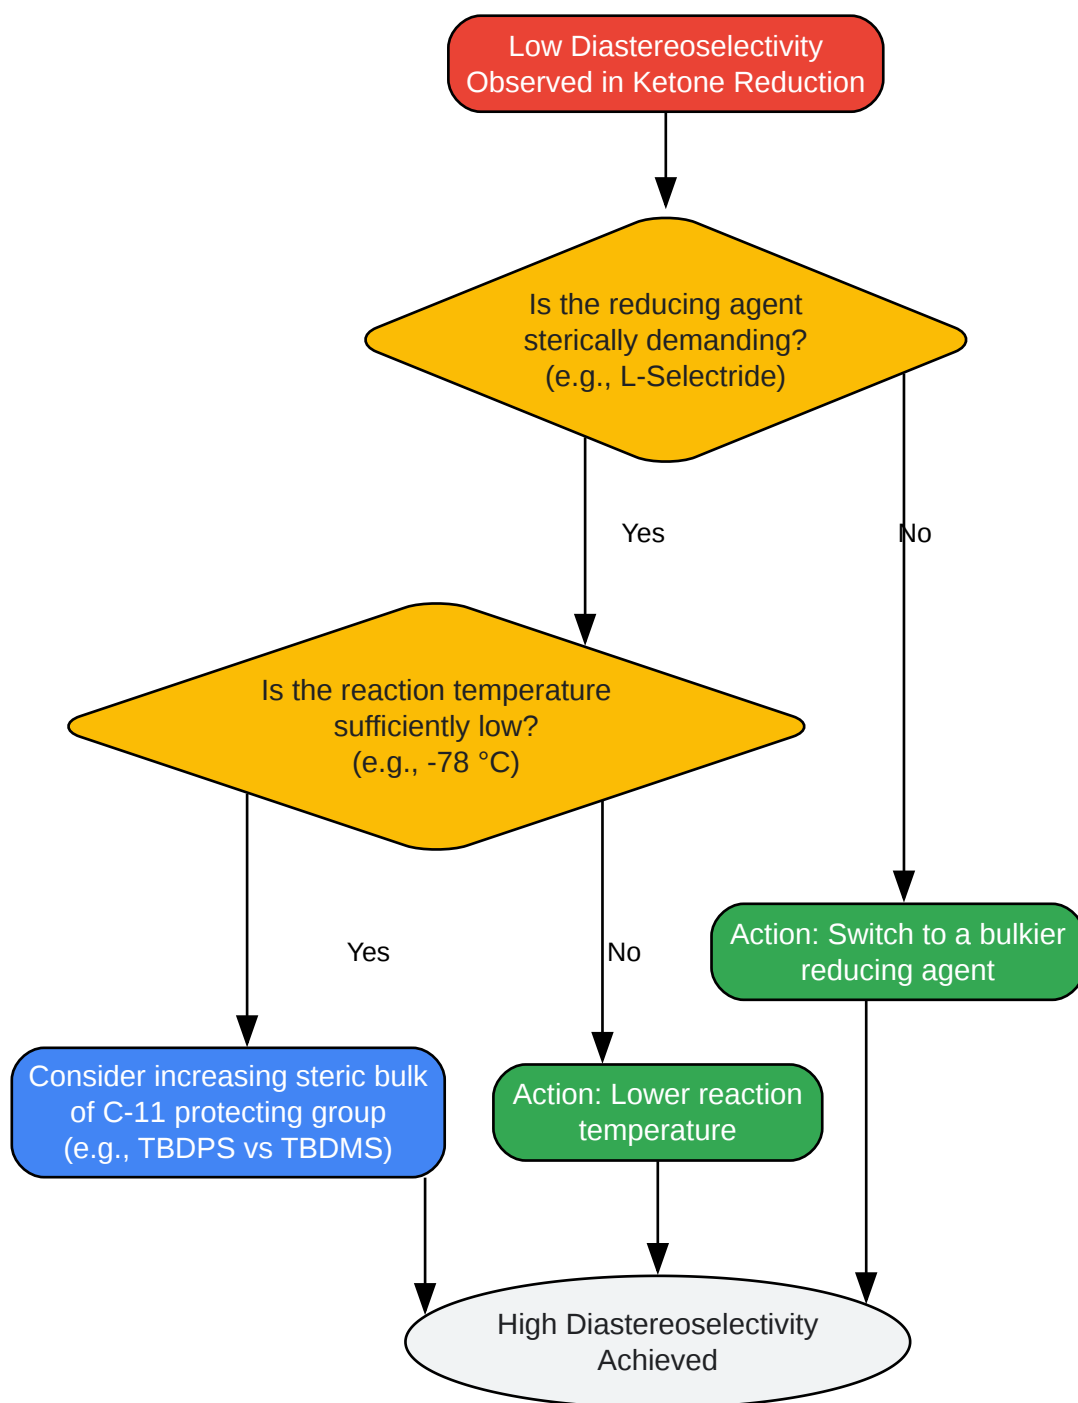 Low Diastereoselectivity
Observed in Ketone Reduction
Is the reducing agent
sterically demanding?
(e.g., L-Selectride)
Yes
No
Is the reaction temperature
sufficiently low?
(e.g., -78 °C)
Yes
No
Action: Switch to a bulkier
reducing agent
Consider increasing steric bulk
of C-11 protecting group
(e.g., TBDPS vs TBDMS)
Action: Lower reaction
temperature
High Diastereoselectivity
Achieved